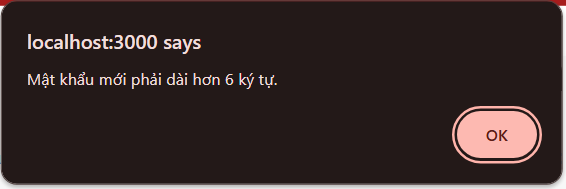 localhost:3000 says
Mật khẩu mới phải dài hơn 6 ký tự.
OK